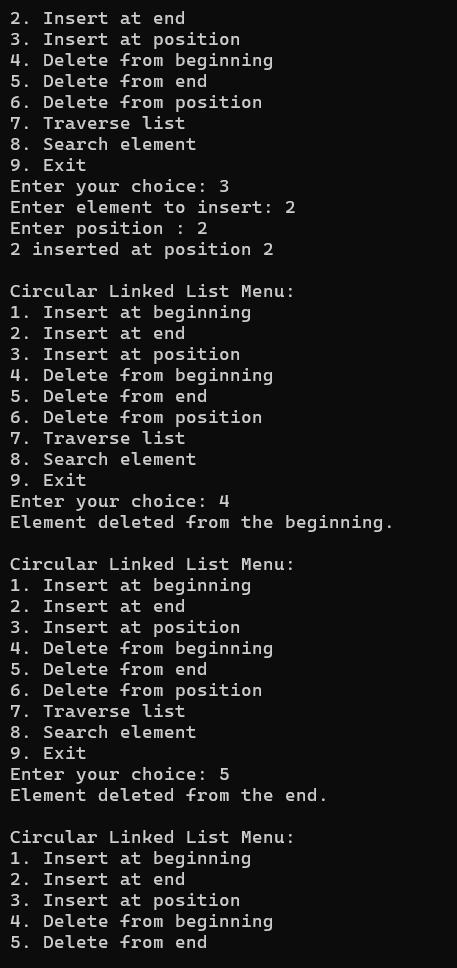 2. Insert at end
3. Insert at position
4. Delete from beginning
5. Delete from end
6. Delete from position
7. Traverse list
8. Search element
9. Exit
Enter your choice: 3
Enter element to insert: 2
Enter position : 2
2 inserted at position 2

Circular Linked List Menu:
1. Insert at beginning
2. Insert at end
3. Insert at position
4. Delete from beginning
5. Delete from end
6. Delete from position
7. Traverse list
8. Search element
9. Exit
Enter your choice: 4
Element deleted from the beginning.

Circular Linked List Menu:
1. Insert at beginning
2. Insert at end
3. Insert at position
4. Delete from beginning
5. Delete from end
6. Delete from position
7. Traverse list
8. Search element
9. Exit
Enter your choice: 5
Element deleted from the end.

Circular Linked List Menu:
1. Insert at beginning
2. Insert at end
3. Insert at position
4. Delete from beginning
5. Delete from end